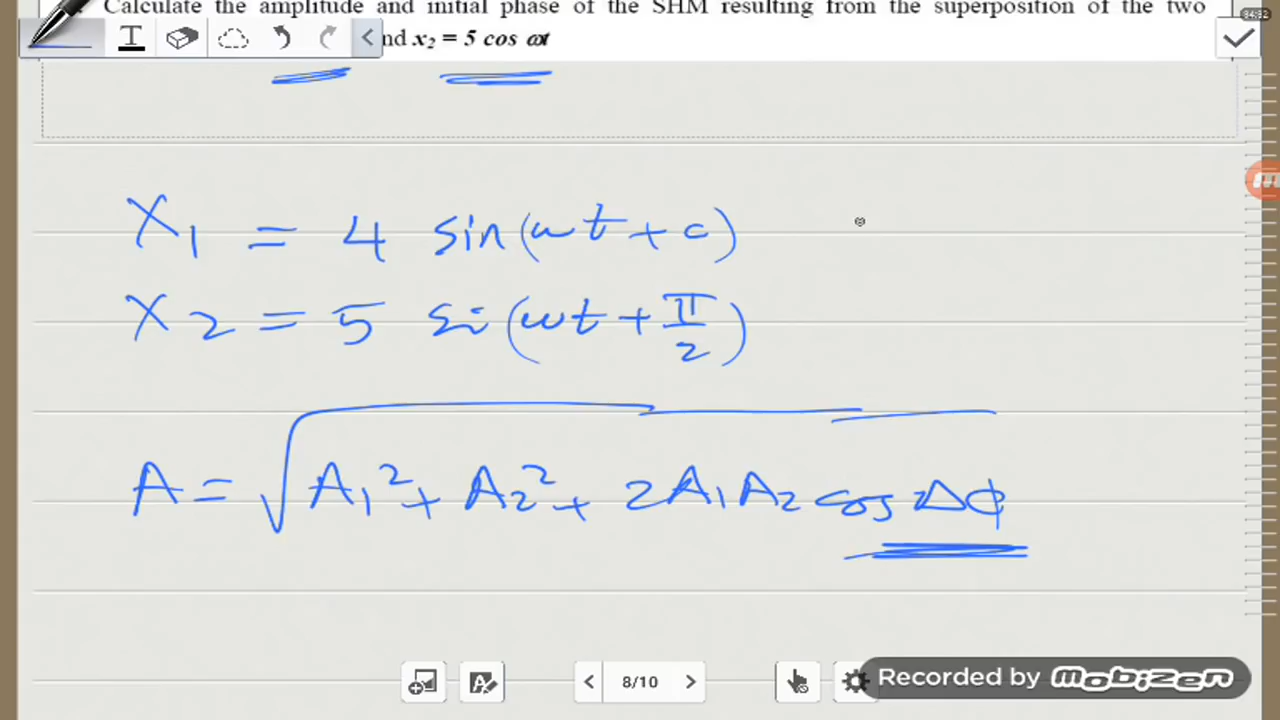 Calculate the amplitude and initial phase of the SHM resulting from the superposition of the two
T
nd x₂ = 5 cos ωt
X₁ = 4 sin(ωt + 0)
X₂ = 5 si(ωt + π/2)
A = √(A₁² + A₂² + 2A₁A₂ cos Δϕ)
8/10
Recorded by mobizen